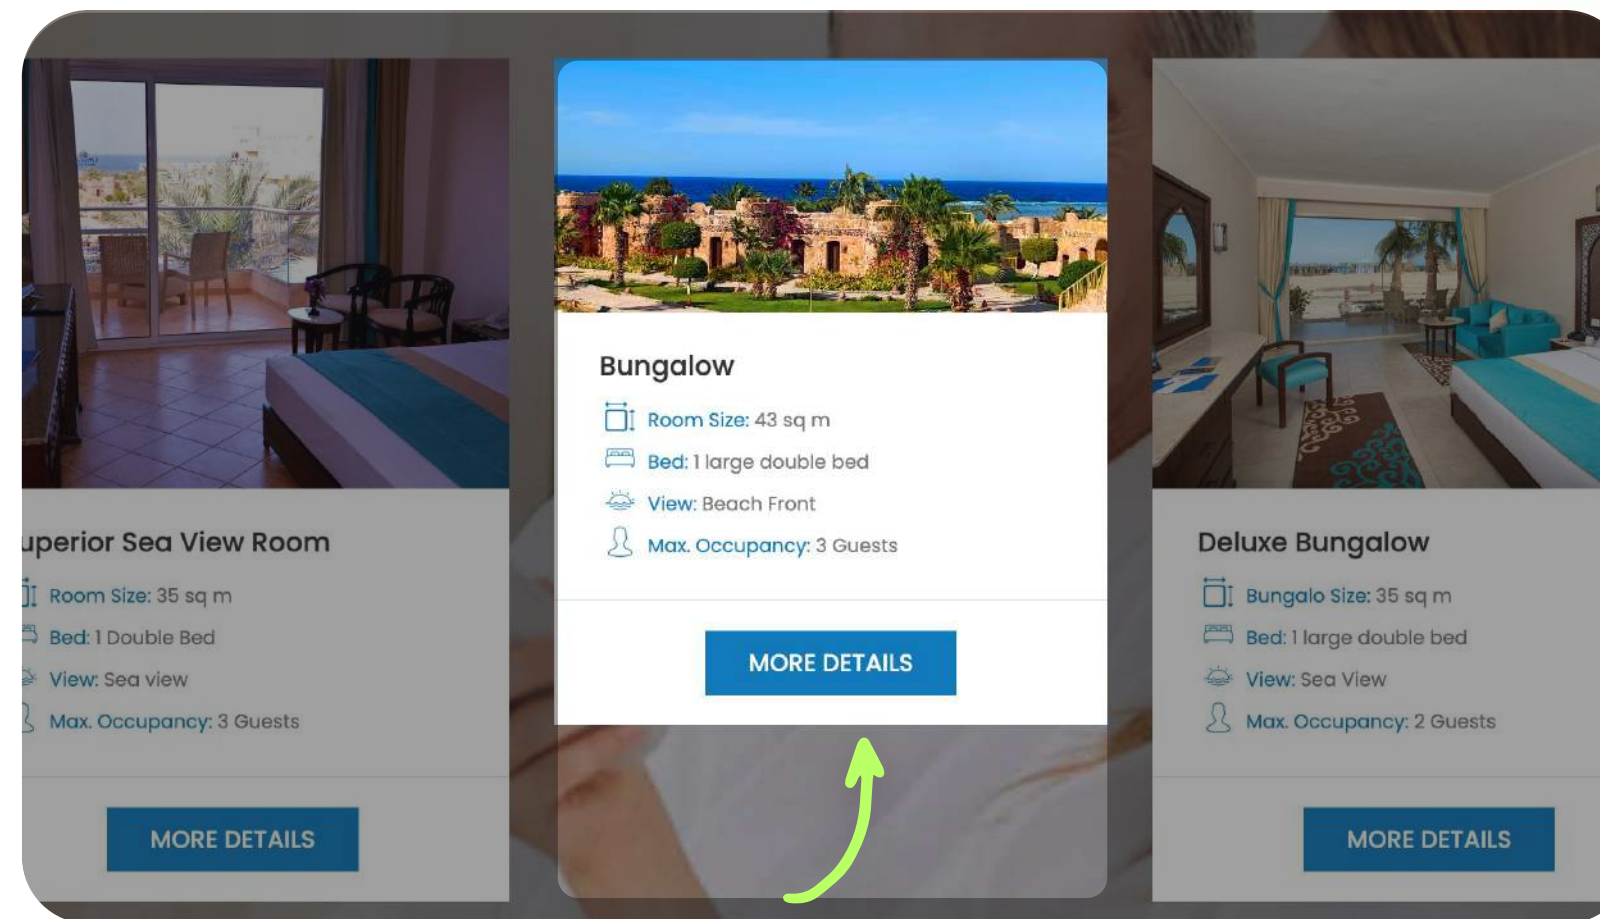 uperior Sea View Room
Room Size: 35 sq m
Bed: 1 Double Bed
View: Sea view
Max. Occupancy: 3 Guests
MORE DETAILS
Bungalow
Room Size: 43 sq m
Bed: 1 large double bed
View: Beach Front
Max. Occupancy: 3 Guests
MORE DETAILS
Deluxe Bungalow
Bungalo Size: 35 sq m
Bed: 1 large double bed
View: Sea View
Max. Occupancy: 2 Guests
MORE DETAILS